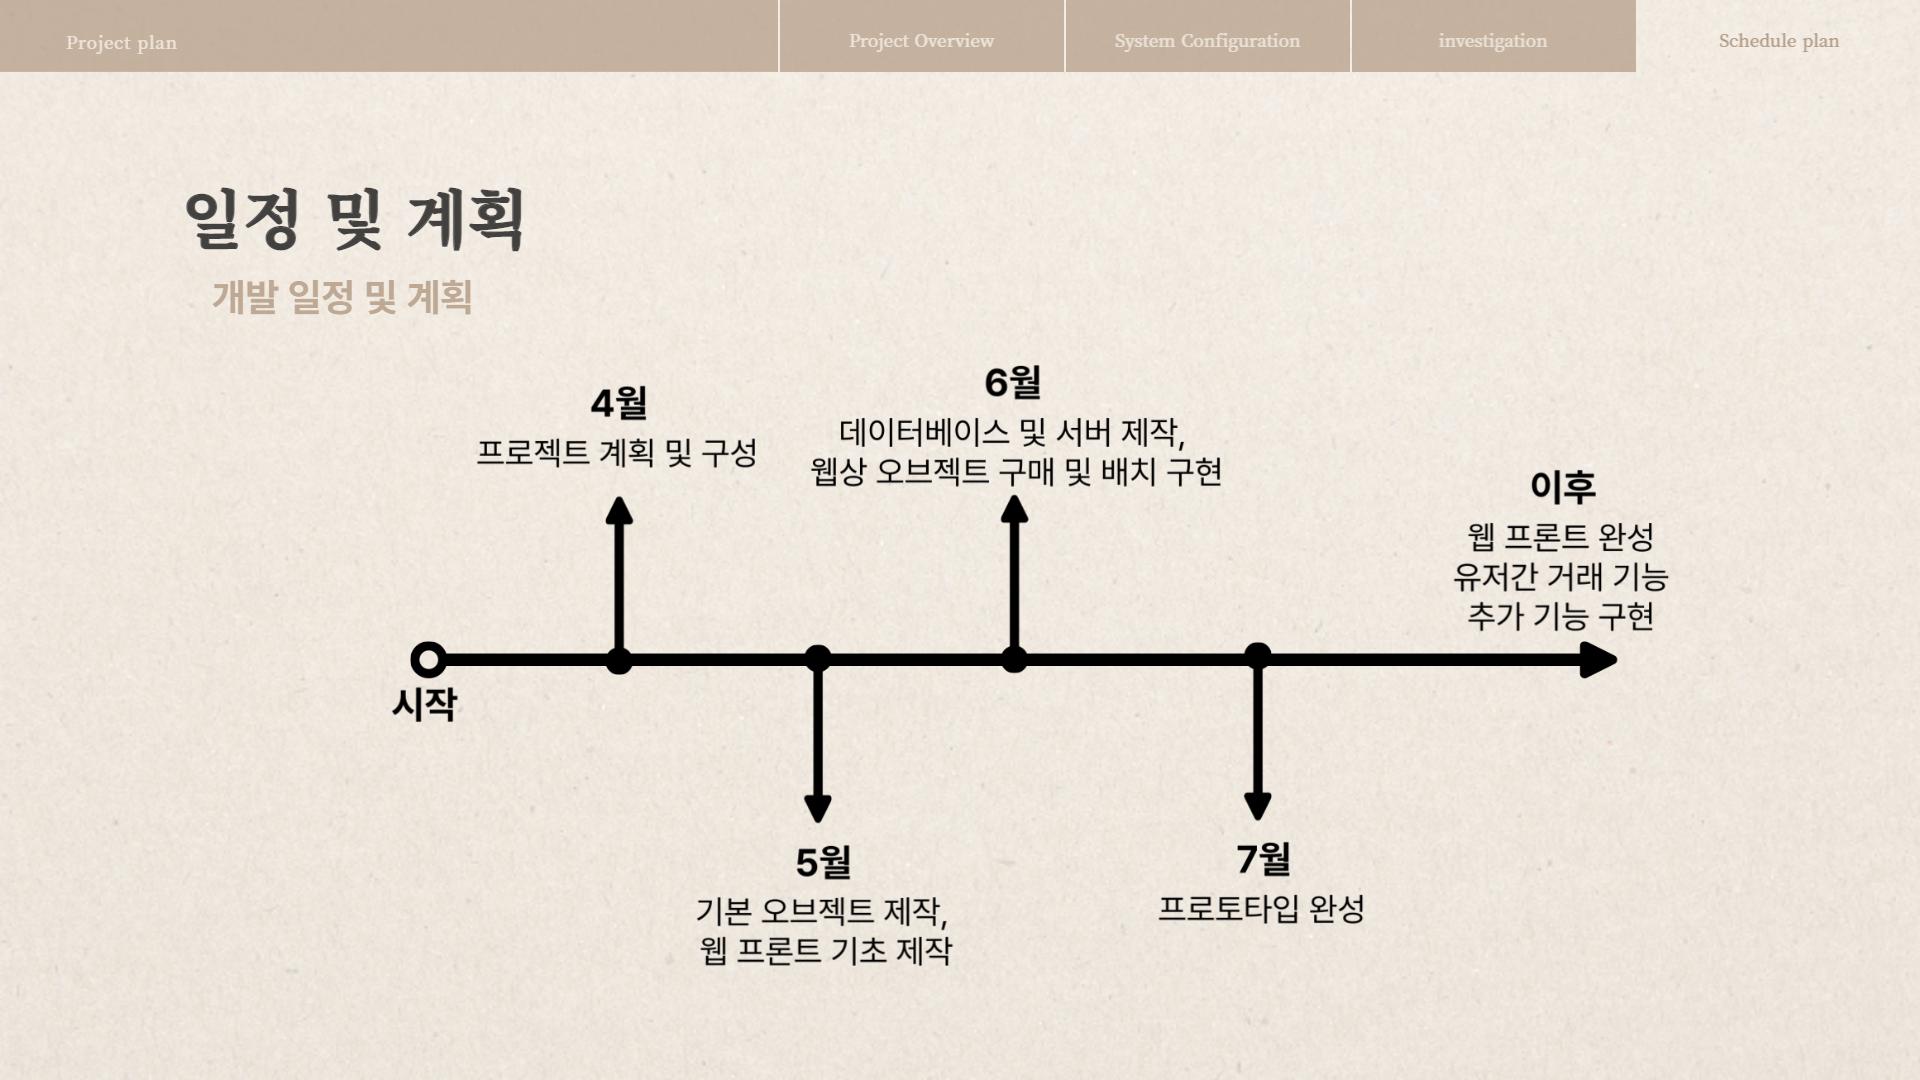 Project plan
Project Overview
System Configuration
investigation
Schedule plan
일정 및 계획
개발 일정 및 계획
4월
프로젝트 계획 및 구성
6월
데이터베이스 및 서버 제작,
웹상 오브젝트 구매 및 배치 구현
이후
웹 프론트 완성
유저간 거래 기능
추가 기능 구현
시작
5월
기본 오브젝트 제작,
웹 프론트 기초 제작
7월
프로토타입 완성